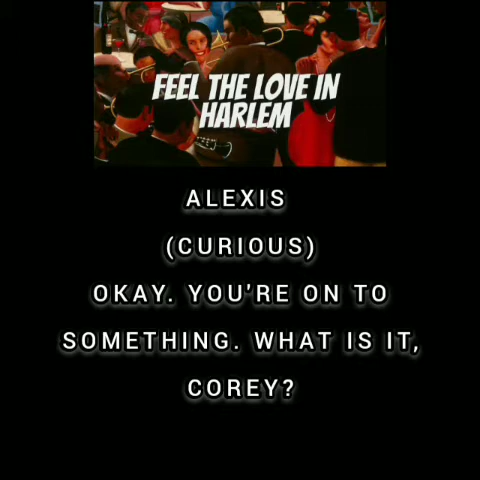 FEEL THE LOVE IN
HARLEM
ALEXIS
(CURIOUS)
OKAY. YOU'RE ON TO
SOMETHING. WHAT IS IT,
COREY?